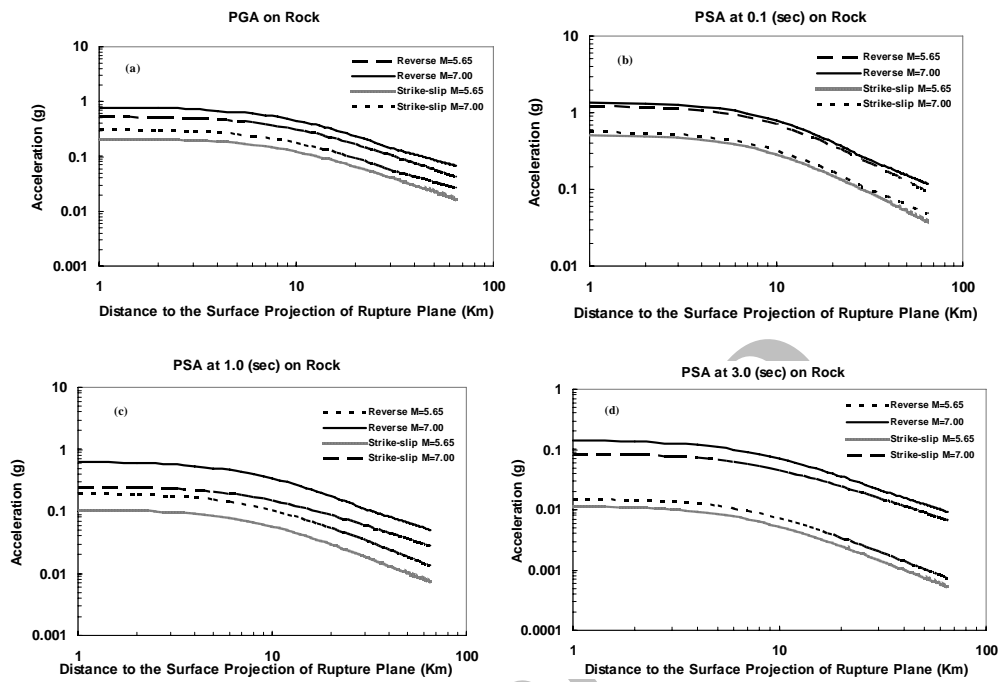 PGA on Rock
10
1
0.1
0.01
0.001
1
10
100
Acceleration (g)
(a)
Reverse M=5.65
Reverse M=7.00
Strike-slip M=5.65
Strike-slip M=7.00
Distance to the Surface Projection of Rupture Plane (Km)
PSA at 0.1 (sec) on Rock
10
1
0.1
0.01
1
10
100
Acceleration (g)
(b)
Reverse M=5.65
Reverse M=7.00
Strike-slip M=5.65
Strike-slip M=7.00
Distance to the Surface Projection of Rupture Plane (Km)
PSA at 1.0 (sec) on Rock
10
1
0.1
0.01
0.001
1
10
100
Acceleration (g)
(c)
Reverse M=5.65
Reverse M=7.00
Strike-slip M=5.65
Strike-slip M=7.00
Distance to the Surface Projection of Rupture Plane (Km)
PSA at 3.0 (sec) on Rock
1
0.1
0.01
0.001
0.0001
1
10
100
Acceleration (g)
(d)
Reverse M=5.65
Reverse M=7.00
Strike-slip M=5.65
Strike-slip M=7.00
Distance to the Surface Projection of Rupture Plane (Km)